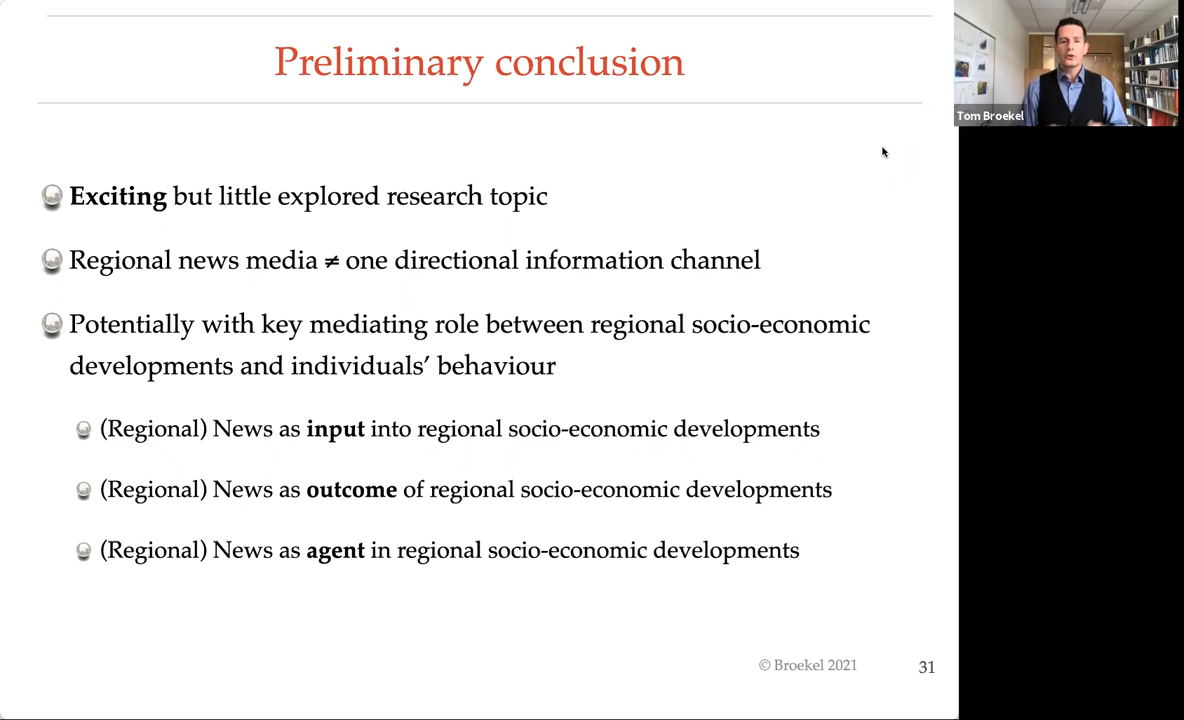 Preliminary conclusion
Tom Broekel
Exciting but little explored research topic
Regional news media ≠ one directional information channel
Potentially with key mediating role between regional socio-economic
developments and individuals’ behaviour
(Regional) News as input into regional socio-economic developments
(Regional) News as outcome of regional socio-economic developments
(Regional) News as agent in regional socio-economic developments
© Broekel 2021
31